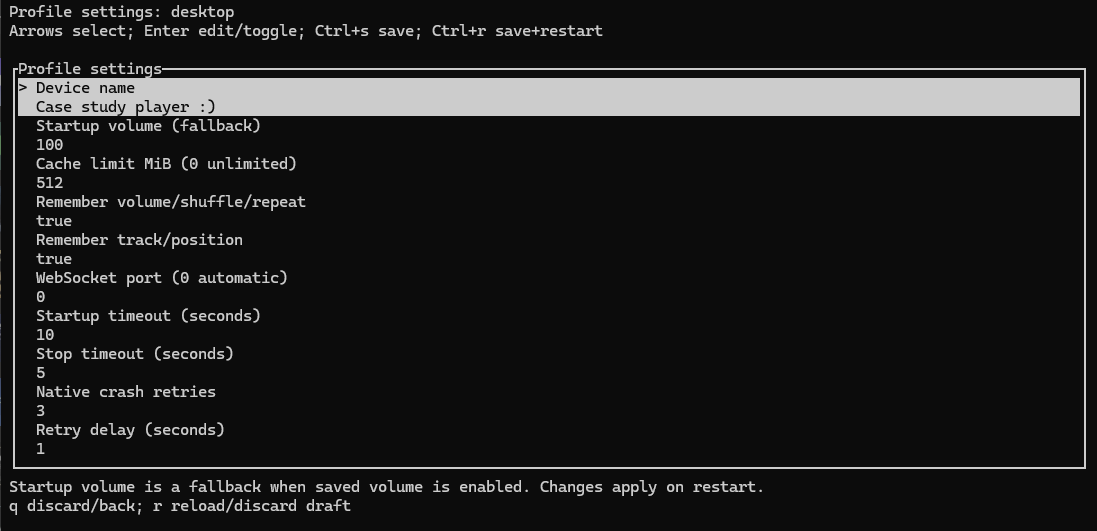 Profile settings: desktop
Arrows select; Enter edit/toggle; Ctrl+s save; Ctrl+r save+restart
Profile settings
> Device name
Case study player :)
Startup volume (fallback)
100
Cache limit MiB (0 unlimited)
512
Remember volume/shuffle/repeat
true
Remember track/position
true
WebSocket port (0 automatic)
0
Startup timeout (seconds)
10
Stop timeout (seconds)
5
Native crash retries
3
Retry delay (seconds)
1
Startup volume is a fallback when saved volume is enabled. Changes apply on restart.
q discard/back; r reload/discard draft